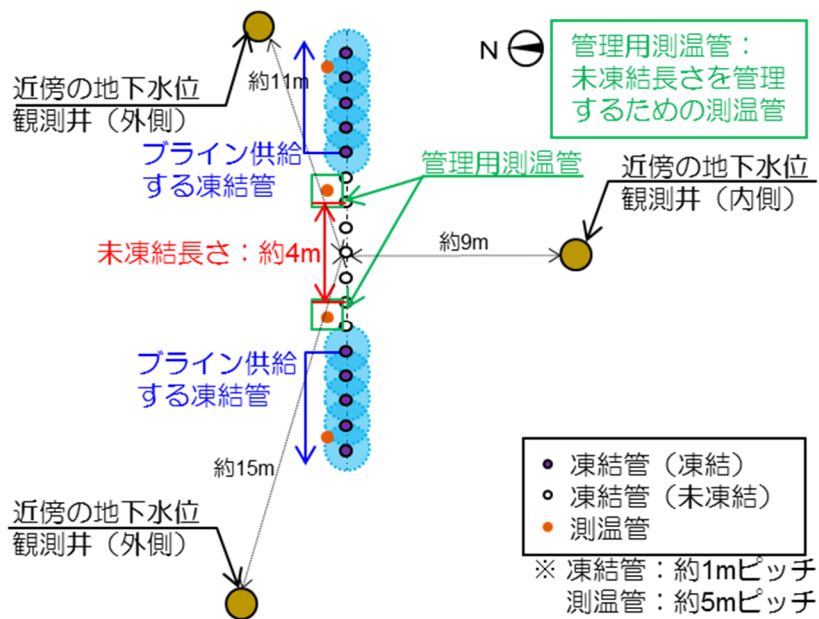 N
管理用測温管：
未凍結長さを管理
するための測温管
約11m
近傍の地下水位
観測井（外側）
ブライン供給
する凍結管
管理用測温管
近傍の地下水位
観測井（内側）
未凍結長さ：約4m
約9m
ブライン供給
する凍結管
約15m
近傍の地下水位
観測井（外側）
凍結管（凍結）
凍結管（未凍結）
測温管
※ 凍結管：約1mピッチ
測温管：約5mピッチ